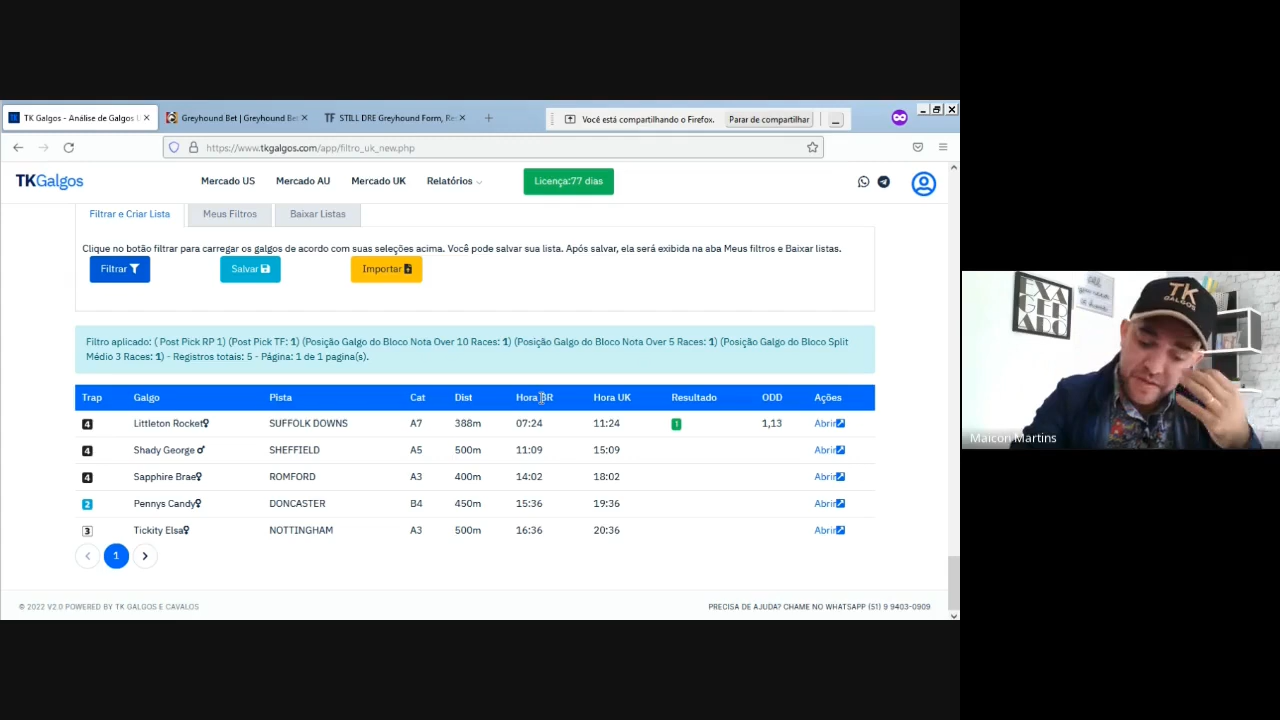 TK Galgos - Análise de Galgos U
Greyhound Bet | Greyhound Be
TF STILL DRE Greyhound Form, Re
Você está compartilhando o Firefox.
Parar de compartilhar
https://www.tkgalgos.com/app/filtro_uk_new.php
TKGalgos
Mercado US
Mercado AU
Mercado UK
Relatórios
Licença:77 dias
Filtrar e Criar Lista
Meus Filtros
Baixar Listas
Clique no botão filtrar para carregar os galgos de acordo com suas seleções acima. Você pode salvar sua lista. Após salvar, ela será exibida na aba Meus filtros e Baixar listas.
Filtrar
Salvar
Importar
Filtro aplicado: ( Post Pick RP 1) (Post Pick TF: 1) (Posição Galgo do Bloco Nota Over 10 Races: 1) (Posição Galgo do Bloco Nota Over 5 Races: 1) (Posição Galgo do Bloco Split
Médio 3 Races: 1) - Registros totais: 5 - Página: 1 de 1 pagina(s).
Trap Galgo Pista Cat Dist Hora BR Hora UK Resultado ODD Ações
4 Littleton Rocket♀ SUFFOLK DOWNS A7 388m 07:24 11:24 1 1,13 Abrir
4 Shady George ♂ SHEFFIELD A5 500m 11:09 15:09 Abrir
4 Sapphire Brae♀ ROMFORD A3 400m 14:02 18:02 Abrir
2 Pennys Candy♀ DONCASTER B4 450m 15:36 19:36 Abrir
3 Tickity Elsa♀ NOTTINGHAM A3 500m 16:36 20:36 Abrir
1
© 2022 V2.0 POWERED BY TK GALGOS E CAVALOS
PRECISA DE AJUDA? CHAME NO WHATSAPP (51) 9 9403-0909
EXA
GER
ADO
TK
GALGOS
Maicon Martins